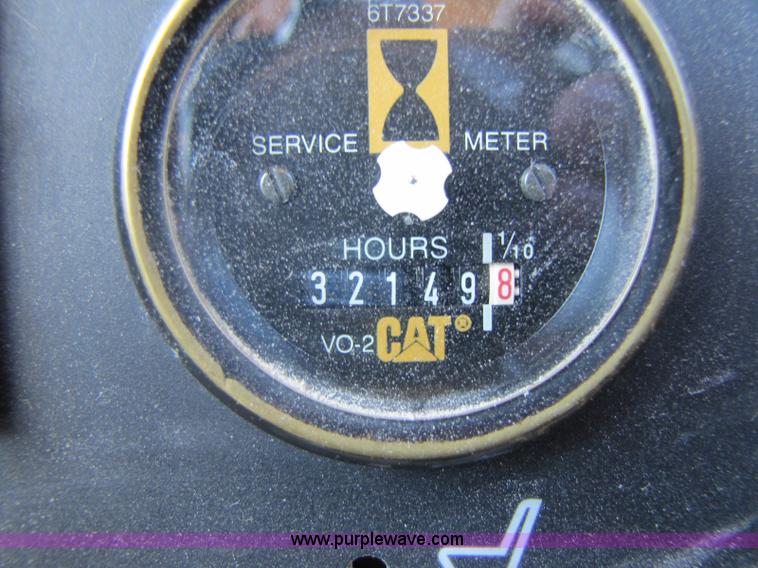 6T7337
SERVICE METER
HOURS 1/10
3 2 1 4 9 8
VO-2 CAT®
www.purplewave.com